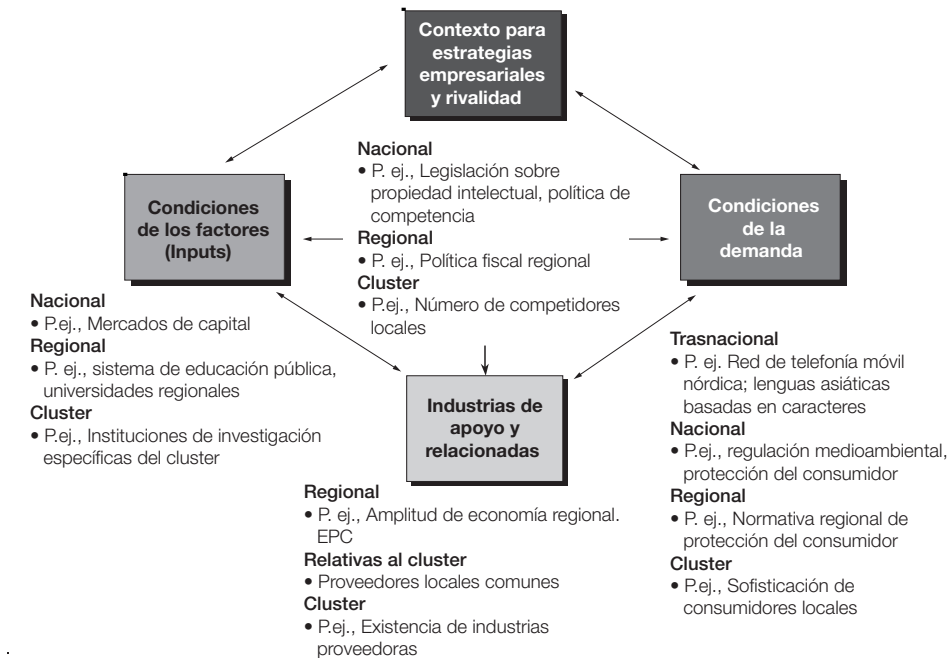 Contexto para
estrategias
empresariales
y rivalidad
Nacional
• P. ej., Legislación sobre
propiedad intelectual, política de
competencia
Regional
• P. ej., Política fiscal regional
Cluster
• P.ej., Número de competidores
locales
Condiciones
de los factores
(Inputs)
Nacional
• P.ej., Mercados de capital
Regional
• P. ej., sistema de educación pública,
universidades regionales
Cluster
• P.ej., Instituciones de investigación
específicas del cluster
Condiciones
de la
demanda
Trasnacional
• P. ej. Red de telefonía móvil
nórdica; lenguas asiáticas
basadas en caracteres
Nacional
• P.ej., regulación medioambiental,
protección del consumidor
Regional
• P. ej., Normativa regional de
protección del consumidor
Cluster
• P.ej., Sofisticación de
consumidores locales
Industrias de
apoyo y
relacionadas
Regional
• P. ej., Amplitud de economía regional.
EPC
Relativas al cluster
• Proveedores locales comunes
Cluster
• P.ej., Existencia de industrias
proveedoras